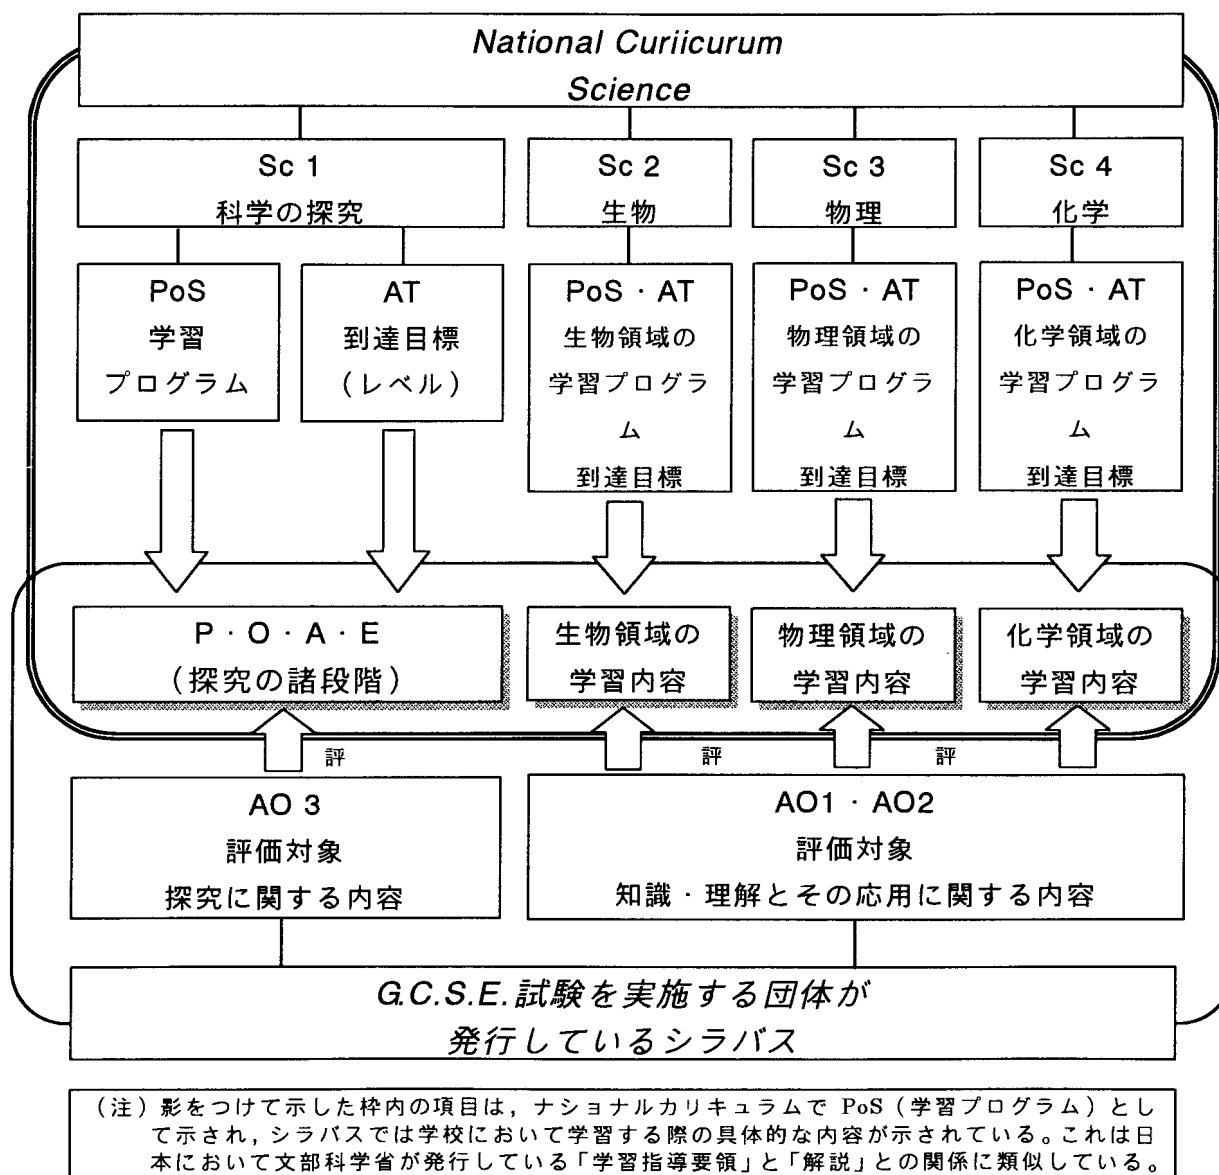 National Curiicurum
Science
Sc 1
科学の探究
Sc 2
生物
Sc 3
物理
Sc 4
化学
PoS
学習
プログラム
AT
到達目標
(レベル)
PoS・AT
生物領域の
学習プログラ
ム
到達目標
PoS・AT
物理領域の
学習プログラ
ム
到達目標
PoS・AT
化学領域の
学習プログラ
ム
到達目標
P・O・A・E
(探究の諸段階)
生物領域の
学習内容
物理領域の
学習内容
化学領域の
学習内容
評
評
評
AO 3
評価対象
探究に関する内容
AO1・AO2
評価対象
知識・理解とその応用に関する内容
G.C.S.E.試験を実施する団体が
発行しているシラバス
(注)影をつけて示した枠内の項目は,ナショナルカリキュラムで PoS(学習プログラム)とし
て示され,シラバスでは学校において学習する際の具体的な内容が示されている。これは日
本において文部科学省が発行している「学習指導要領」と「解説」との関係に類似している。